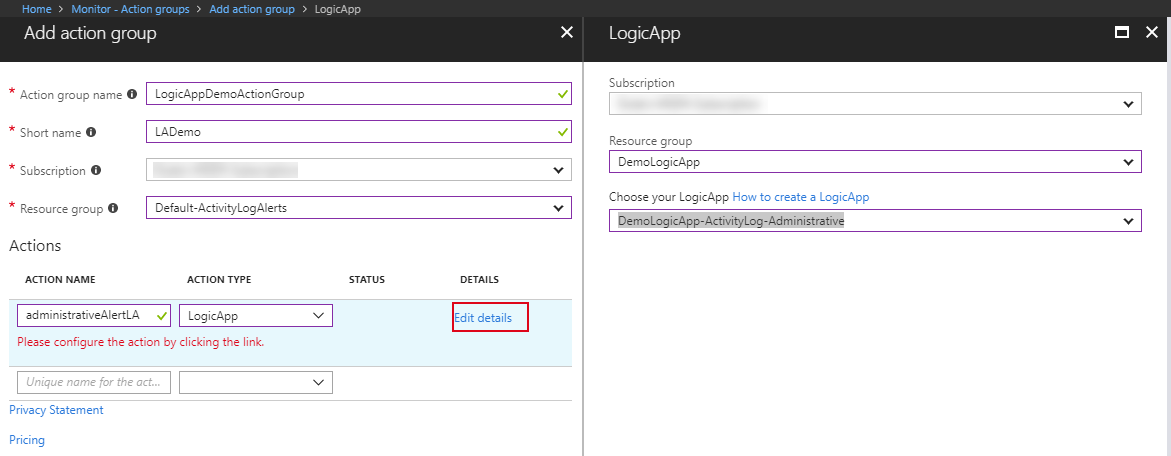 Home > Monitor - Action groups > Add action group > LogicApp
Add action group
* Action group name
LogicAppDemoActionGroup
* Short name
LADemo
* Subscription
* Resource group
Default-ActivityLogAlerts
Actions
ACTION NAME ACTION TYPE STATUS DETAILS
administrativeAlertLA LogicApp Edit details
Please configure the action by clicking the link.
Unique name for the act...
Privacy Statement
Pricing
LogicApp
Subscription
Resource group
DemoLogicApp
Choose your LogicApp How to create a LogicApp
DemoLogicApp-ActivityLog-Administrative